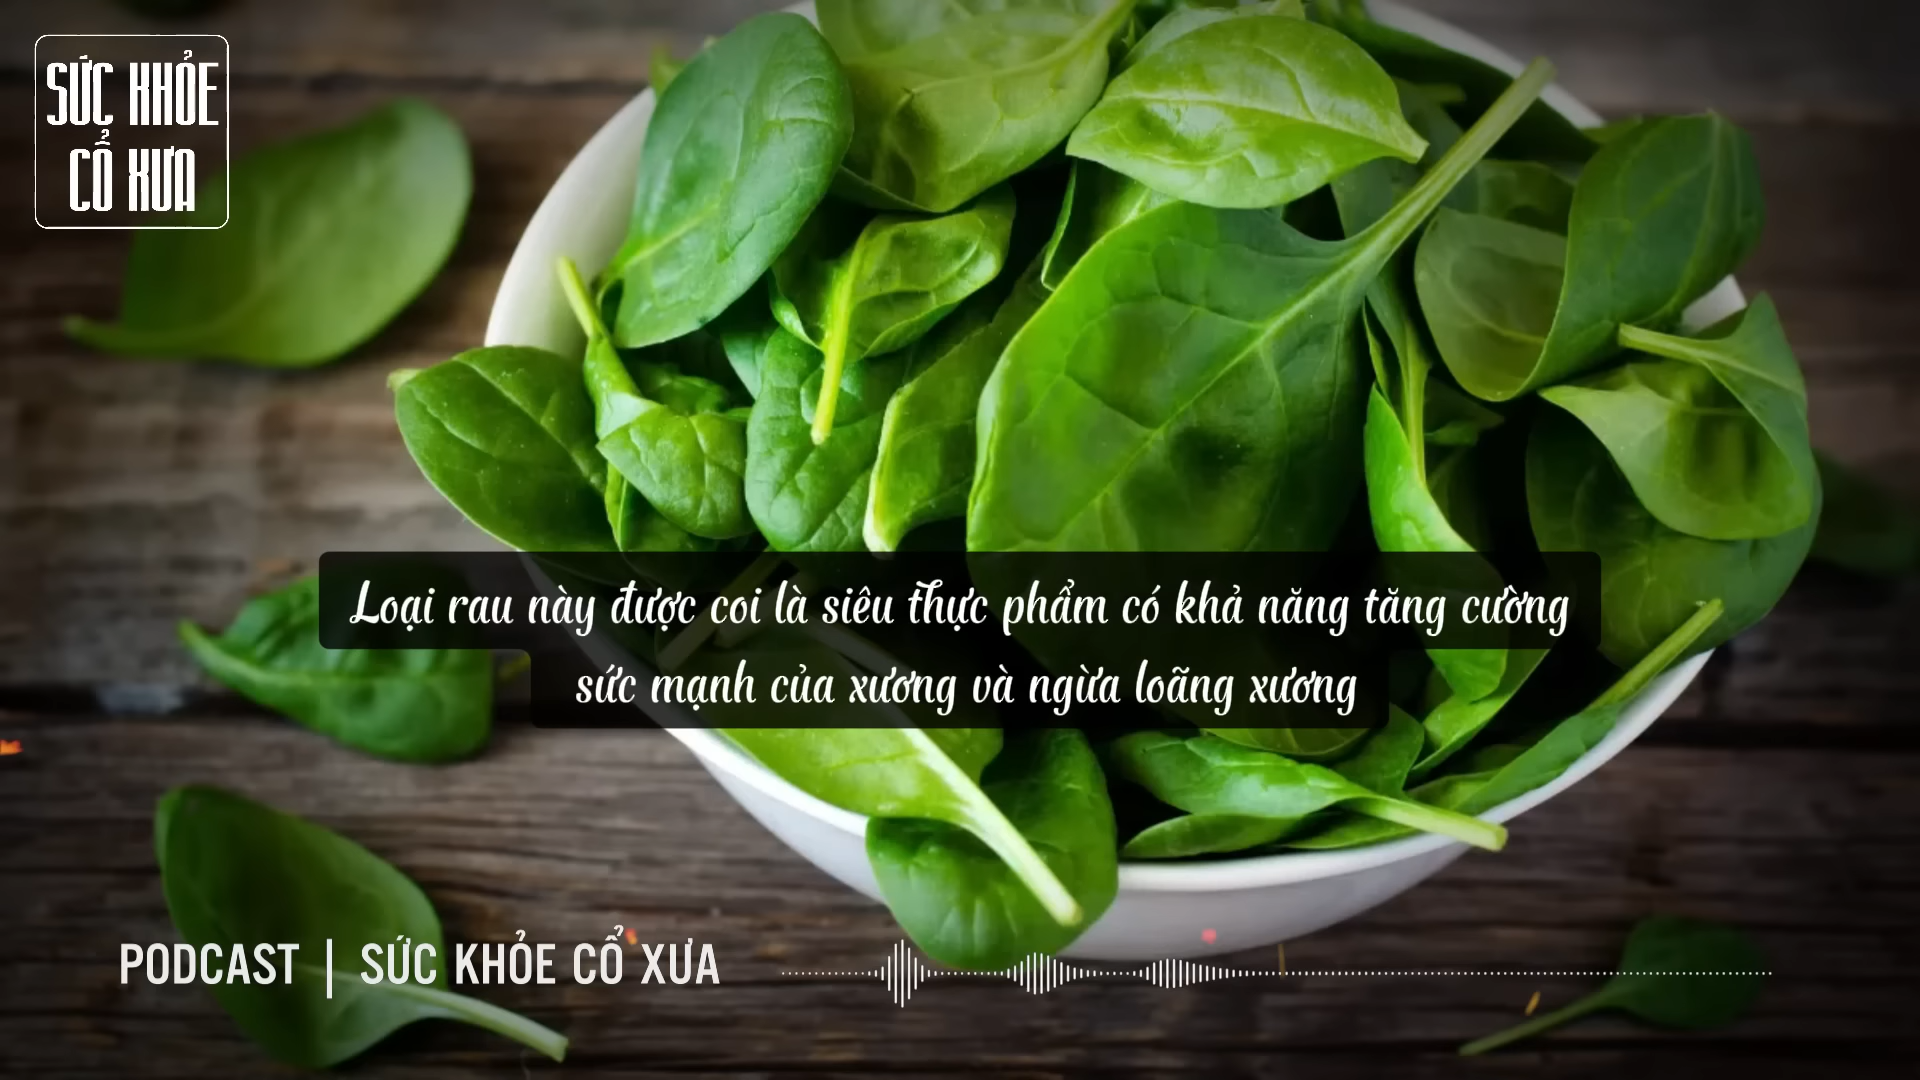 SỨC KHỎE
CỔ XƯA
Loại rau này được coi là siêu thực phẩm có khả năng tăng cường
sức mạnh của xương và ngừa loãng xương
PODCAST | SỨC KHỎE CỔ XƯA